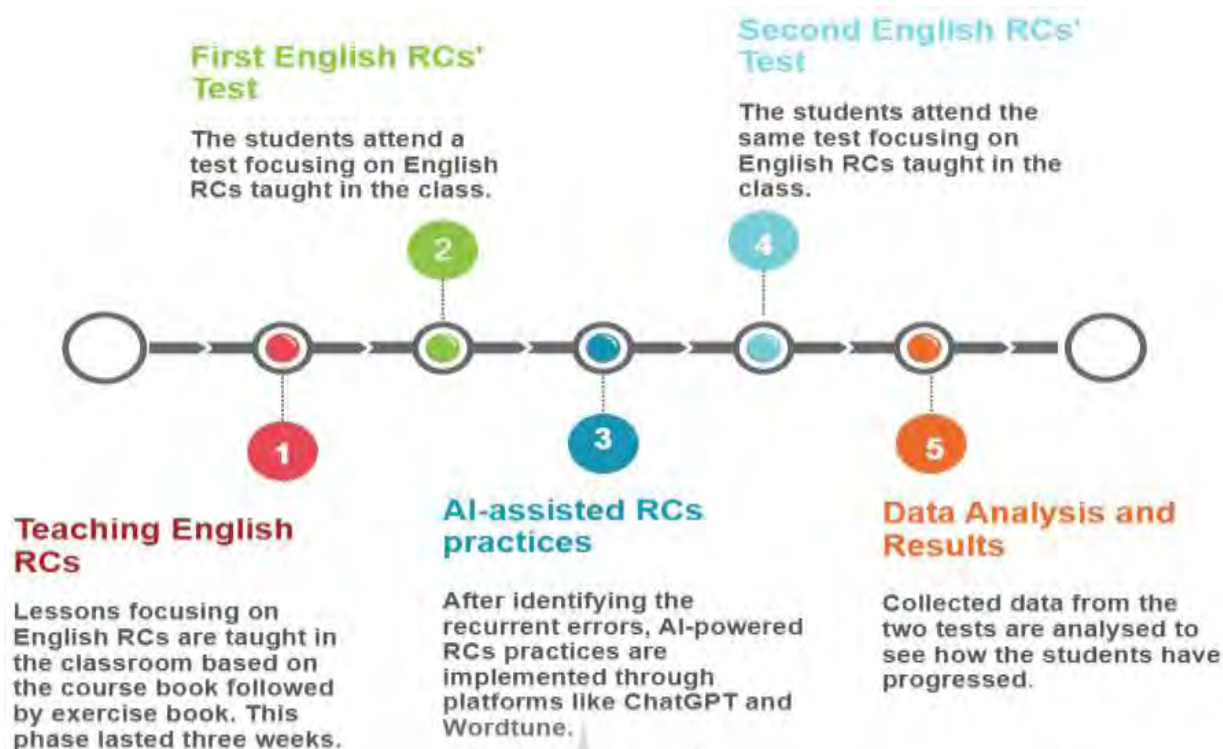 First English RCs'
Test
The students attend a
test focusing on English
RCs taught in the class.
Second English RCs'
Test
The students attend the
same test focusing on
English RCs taught in the
class.
2
4
1
3
5
Teaching English
RCs
Lessons focusing on
English RCs are taught in
the classroom based on
the course book followed
by exercise book. This
phase lasted three weeks.
AI-assisted RCs
practices
After identifying the
recurrent errors, AI-powered
RCs practices are
implemented through
platforms like ChatGPT and
Wordtune.
Data Analysis and
Results
Collected data from the
two tests are analysed to
see how the students have
progressed.